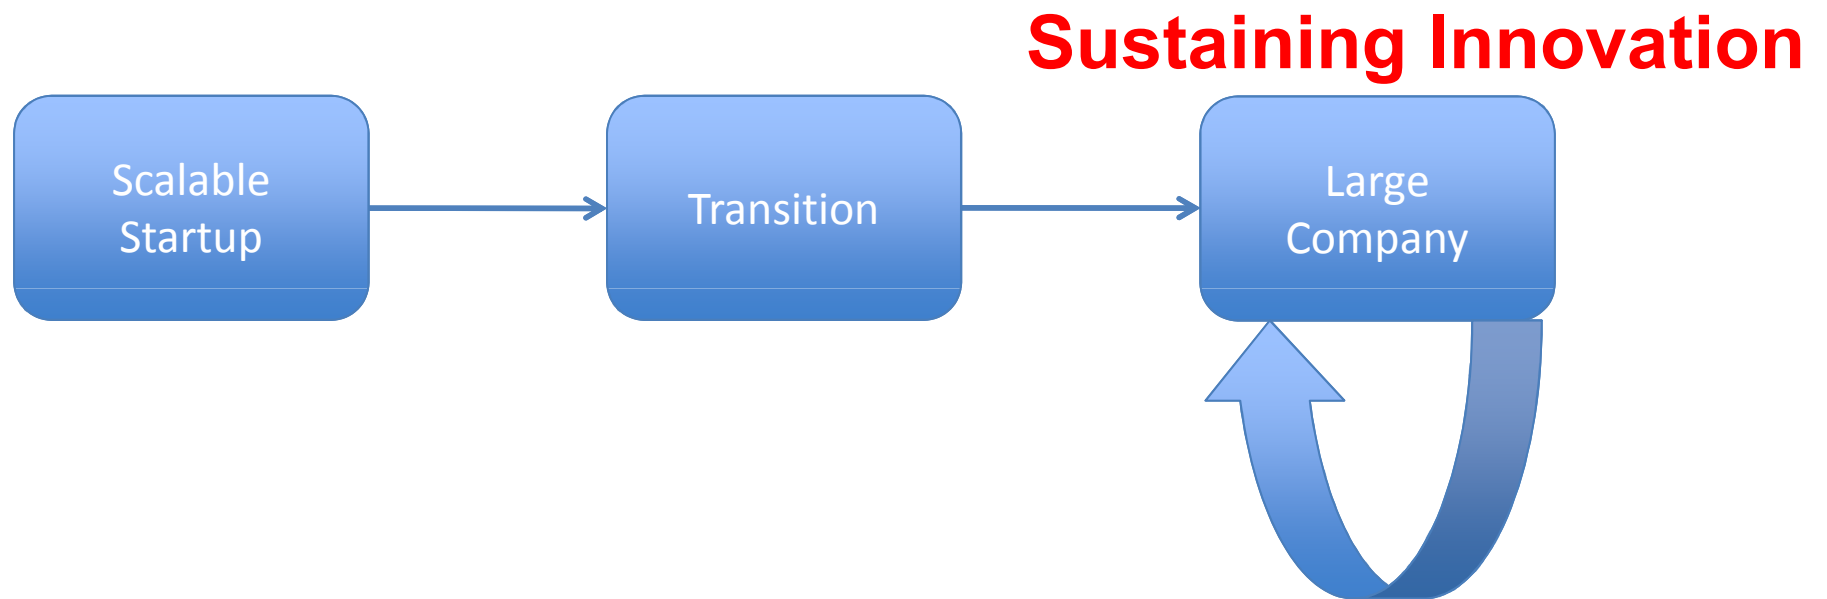 Sustaining Innovation
Scalable
Startup
Transition
Large
Company